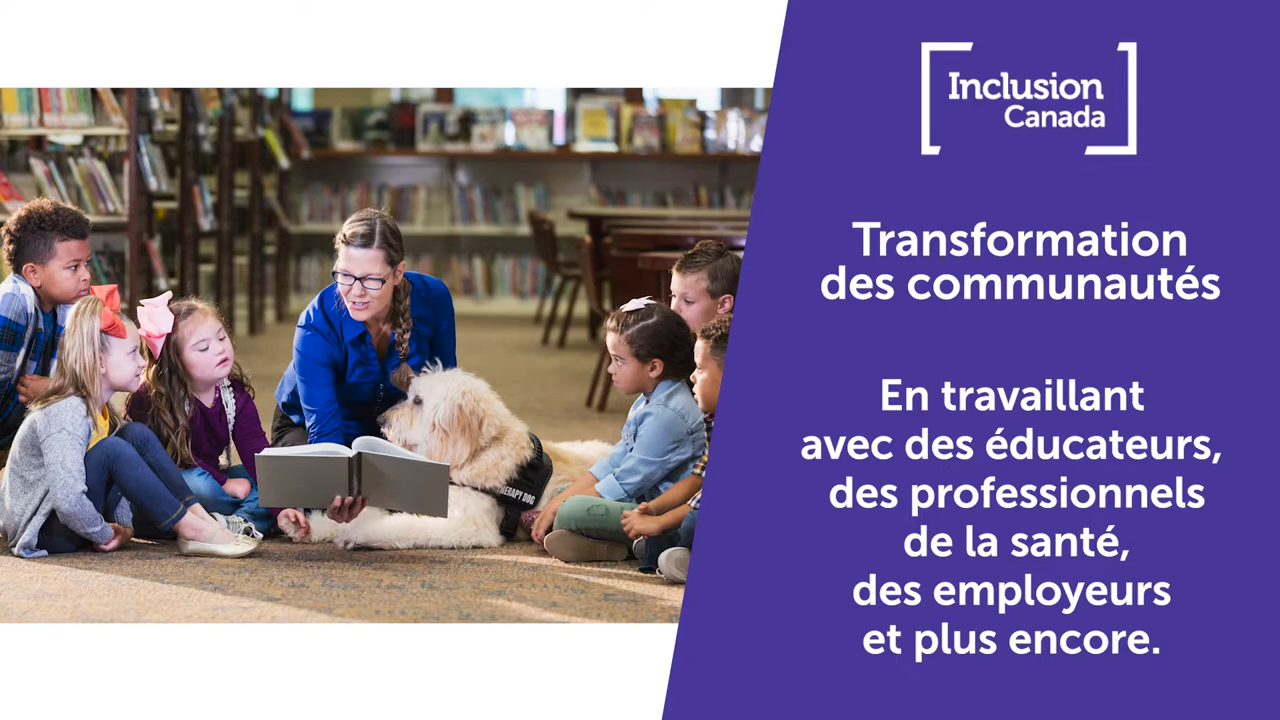 Inclusion
Canada
Transformation
des communautés
En travaillant
avec des éducateurs,
des professionnels
de la santé,
des employeurs
et plus encore.
THERAPY DOG